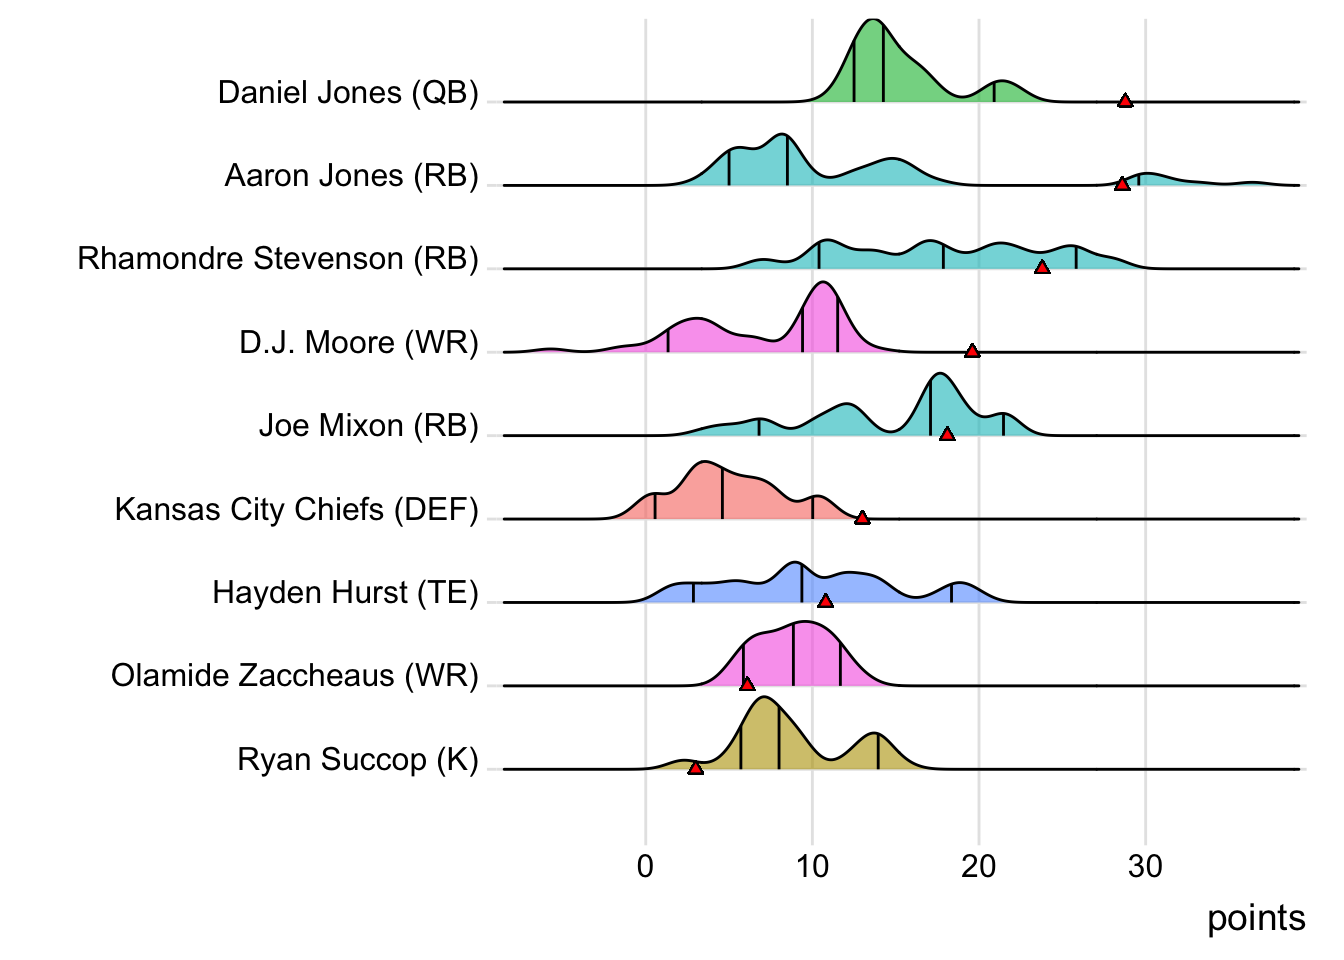 Daniel Jones (QB)
Aaron Jones (RB)
Rhamondre Stevenson (RB)
D.J. Moore (WR)
Joe Mixon (RB)
Kansas City Chiefs (DEF)
Hayden Hurst (TE)
Olamide Zaccheaus (WR)
Ryan Succop (K)
0 10 20 30
points